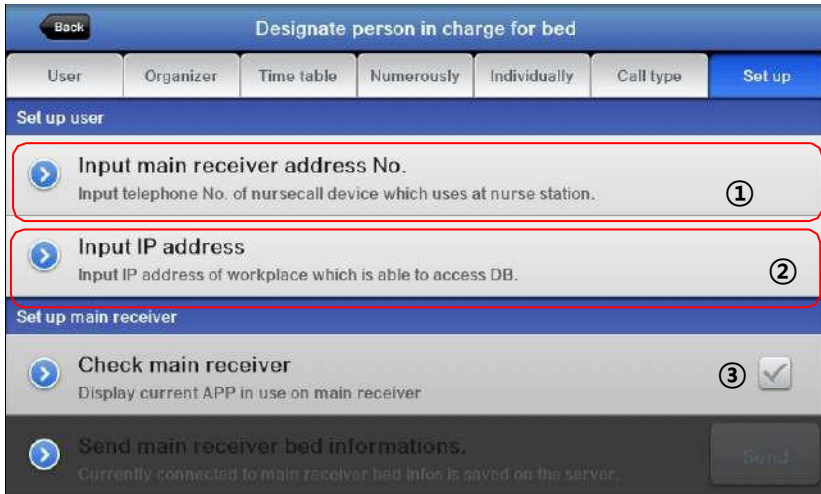 Back
Designate person in charge for bed
User Organizer Time table Numerously Individually Call type Set up
Set up user
Input main receiver address No.
Input telephone No. of nursecall device which uses at nurse station.
①
Input IP address
Input IP address of workplace which is able to access DB.
②
Set up main receiver
Check main receiver
Display current APP in use on main receiver
③
Send main receiver bed informations.
Currently connected to main receiver bed infos is saved on the server.
Send